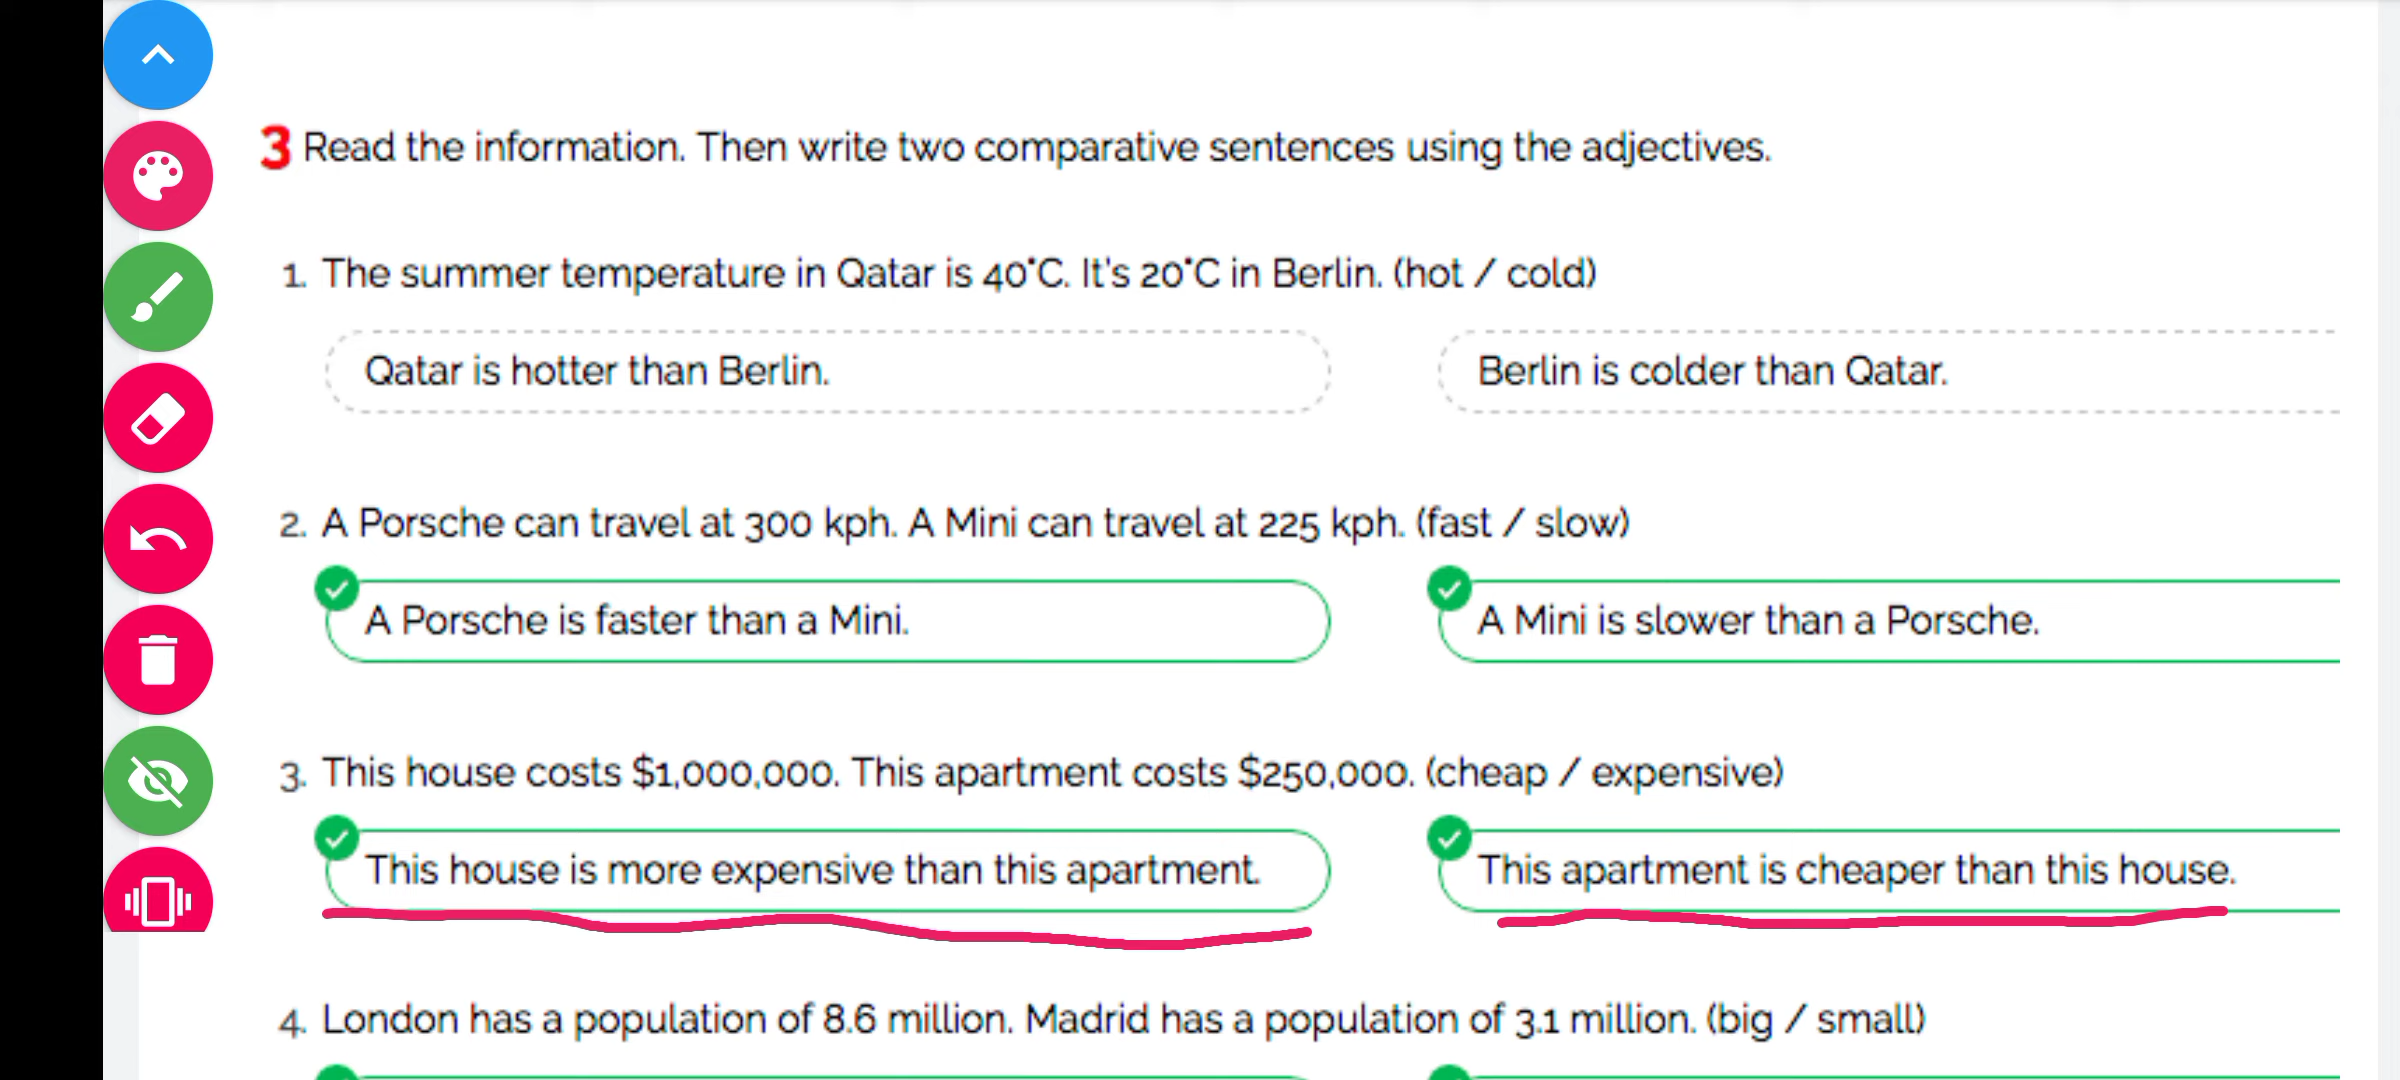 3 Read the information. Then write two comparative sentences using the adjectives.
1. The summer temperature in Qatar is 40°C. It's 20°C in Berlin. (hot / cold)
Qatar is hotter than Berlin. Berlin is colder than Qatar.
2. A Porsche can travel at 300 kph. A Mini can travel at 225 kph. (fast / slow)
A Porsche is faster than a Mini. A Mini is slower than a Porsche.
3. This house costs $1,000,000. This apartment costs $250,000. (cheap / expensive)
This house is more expensive than this apartment. This apartment is cheaper than this house.
4. London has a population of 8.6 million. Madrid has a population of 3.1 million. (big / small)